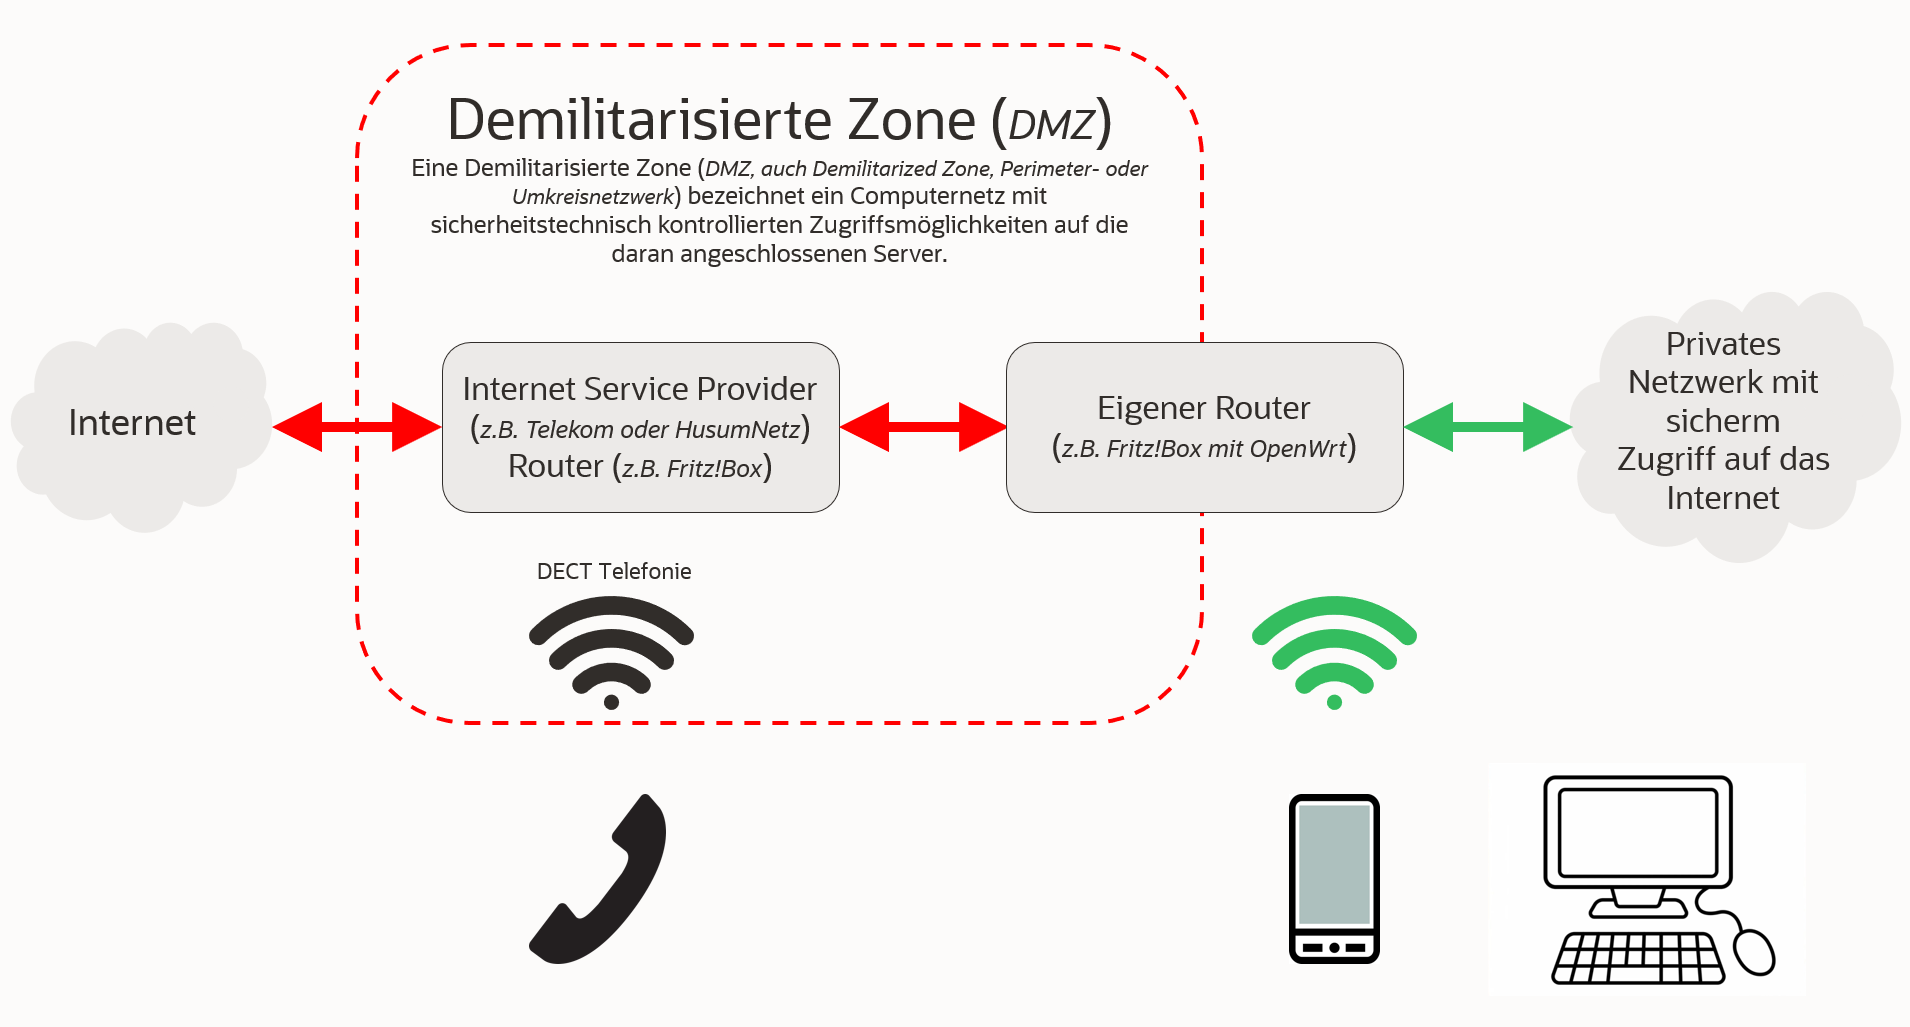 Demilitarisierte Zone (DMZ)
Eine Demilitarisierte Zone (DMZ, auch Demilitarized Zone, Perimeter- oder
Umkreisnetzwerk) bezeichnet ein Computernetz mit
sicherheitstechnisch kontrollierten Zugriffsmöglichkeiten auf die
daran angeschlossenen Server.
Internet
Internet Service Provider
(z.B. Telekom oder HusumNetz)
Router (z.B. Fritz!Box)
Eigener Router
(z.B. Fritz!Box mit OpenWrt)
Privates
Netzwerk mit
sicherm
Zugriff auf das
Internet
DECT Telefonie